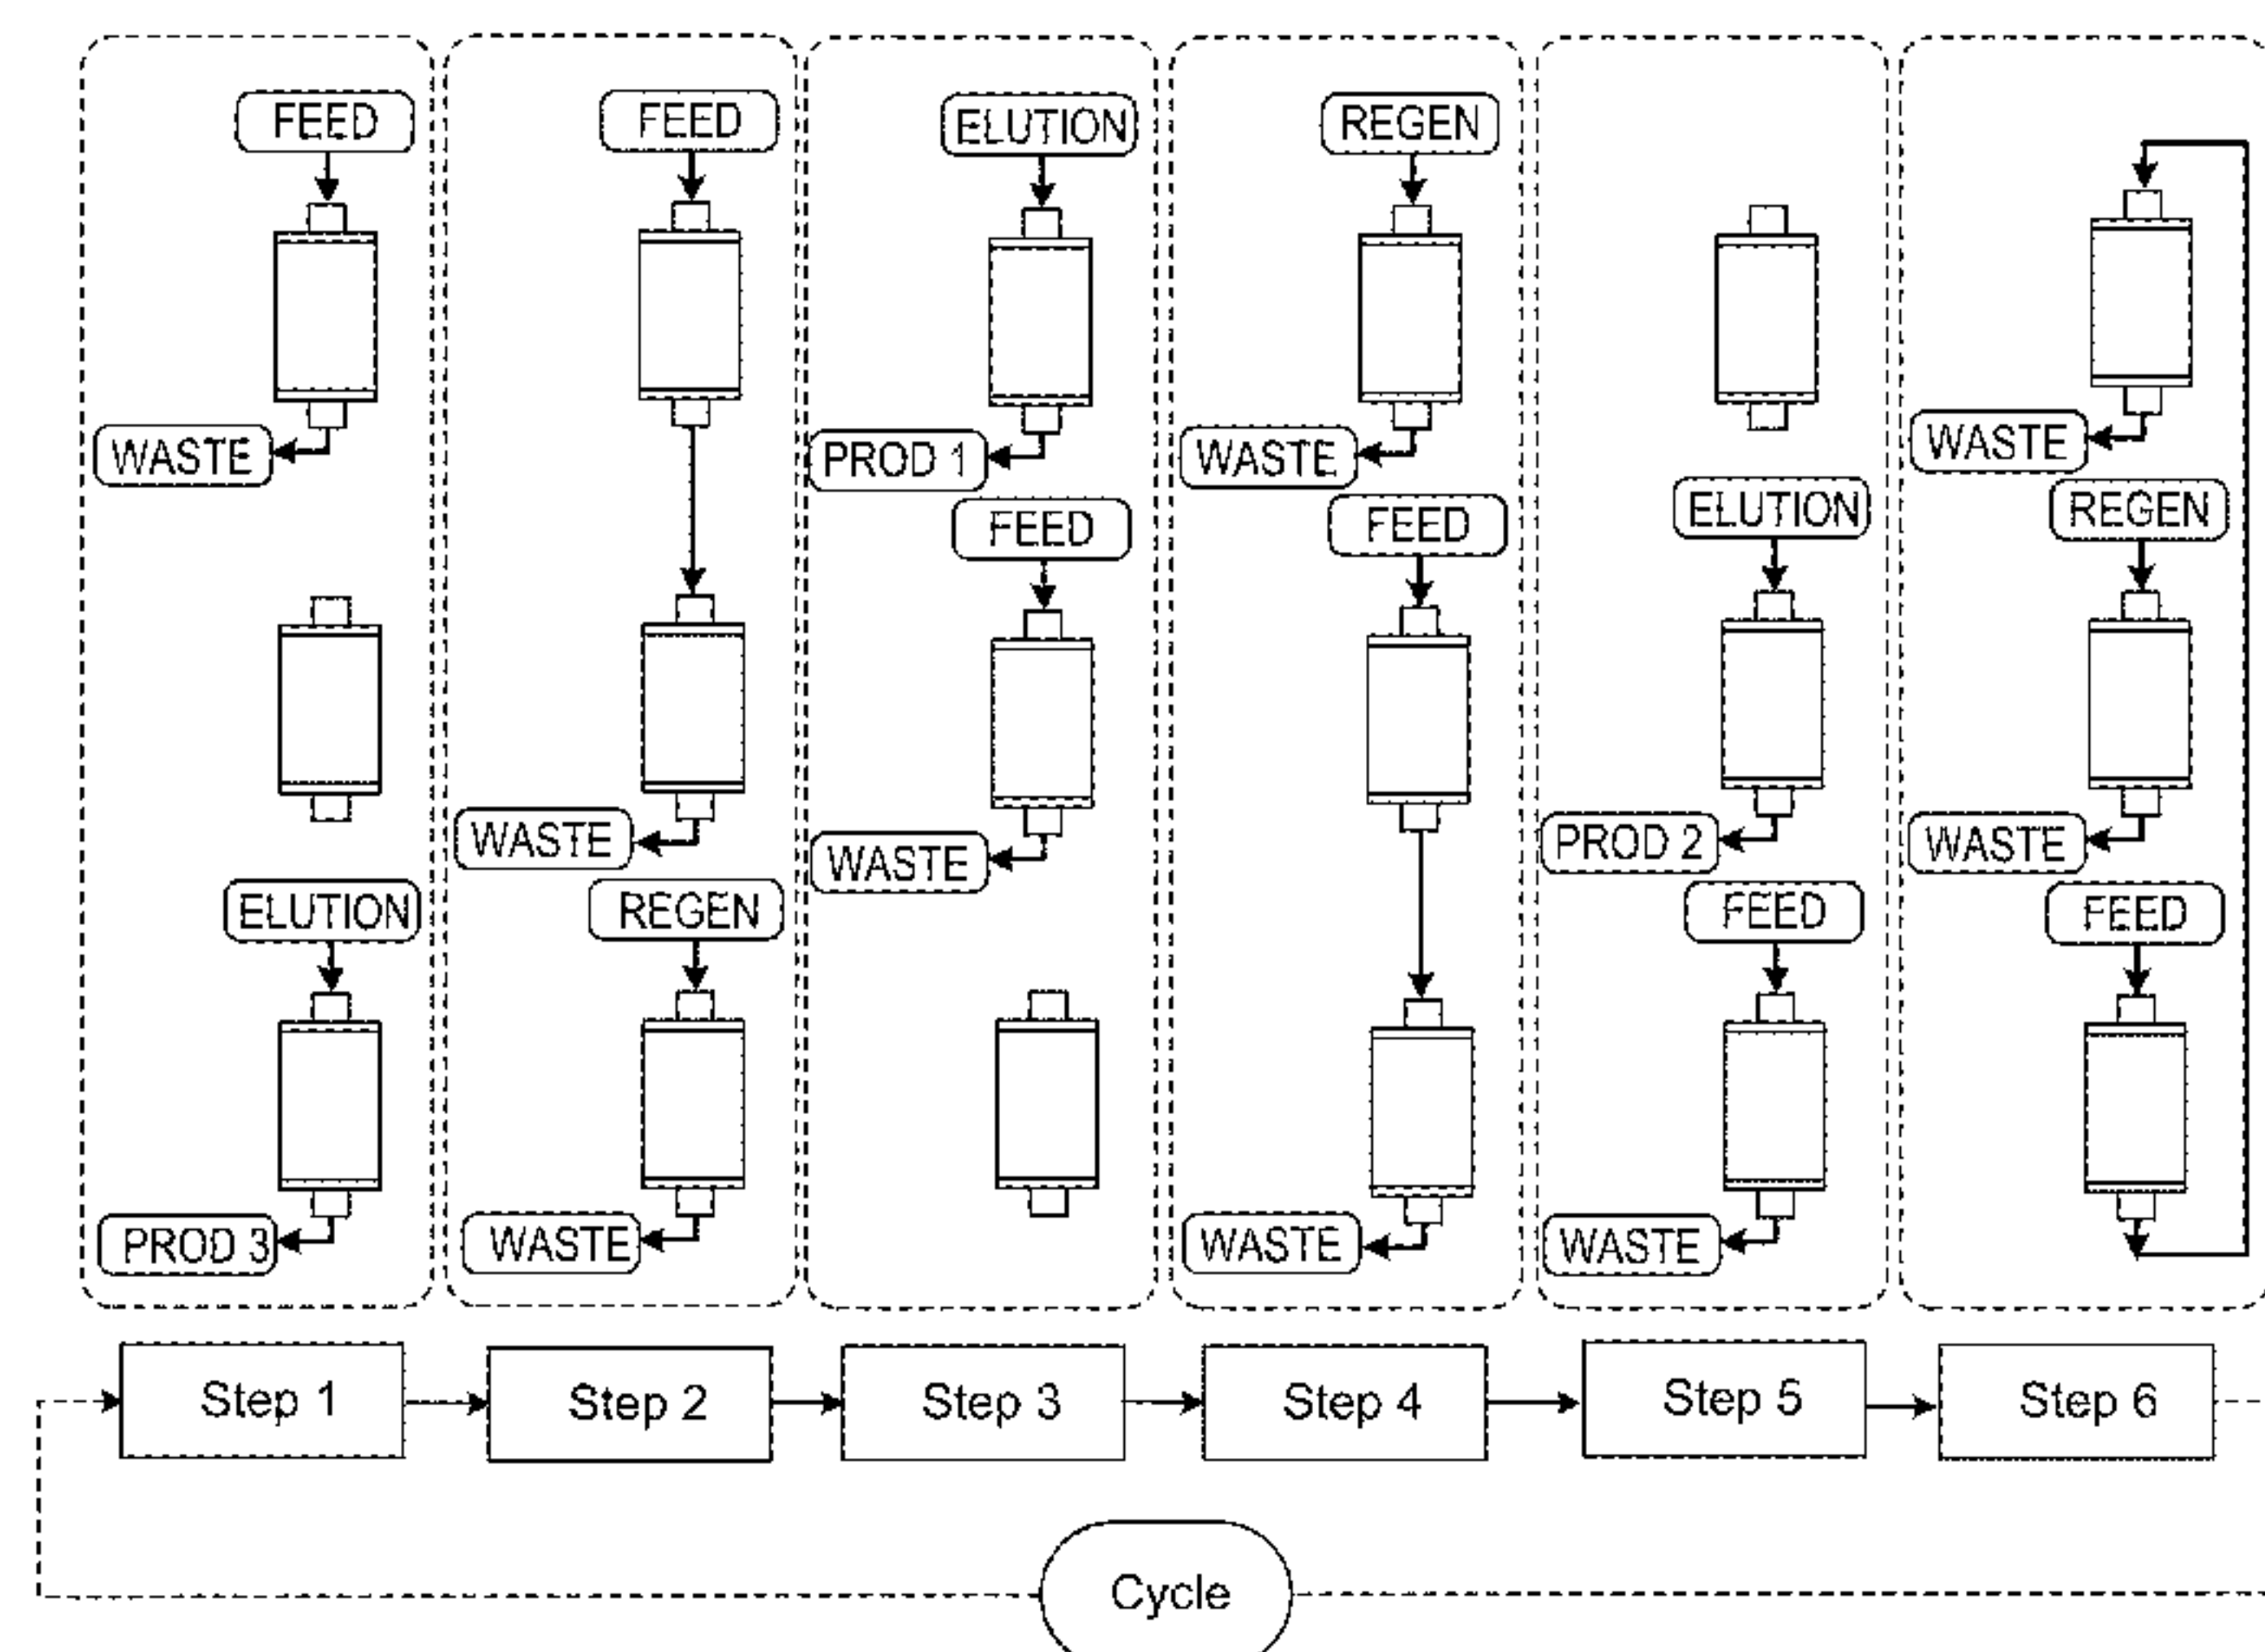 FEED
WASTE
ELUTION
PROD 3
FEED
WASTE
REGEN
WASTE
ELUTION
PROD 1
FEED
WASTE
REGEN
WASTE
FEED
WASTE
ELUTION
PROD 2
FEED
WASTE
WASTE
REGEN
WASTE
FEED
Step 1
Step 2
Step 3
Step 4
Step 5
Step 6
Cycle